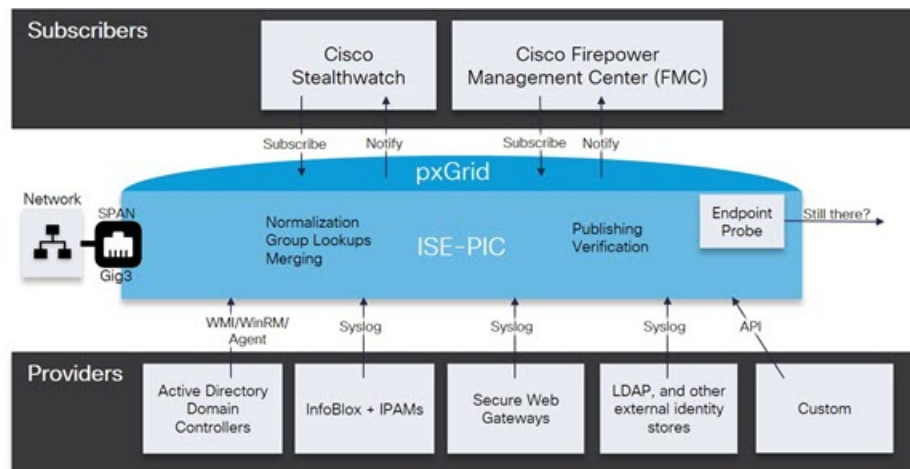 Subscribers
Cisco
Stealthwatch
Cisco Firepower
Management Center (FMC)
Subscribe
Notify
Subscribe
Notify
pxGrid
Network
SPAN
Gig3
Normalization
Group Lookups
Merging
ISE-PIC
Publishing
Verification
Endpoint
Probe
Still there?
WMI/WinRM/
Agent
Syslog
Syslog
Syslog
API
Providers
Active Directory
Domain
Controllers
InfoBlox + IPAMs
Secure Web
Gateways
LDAP, and other
external identity
stores
Custom